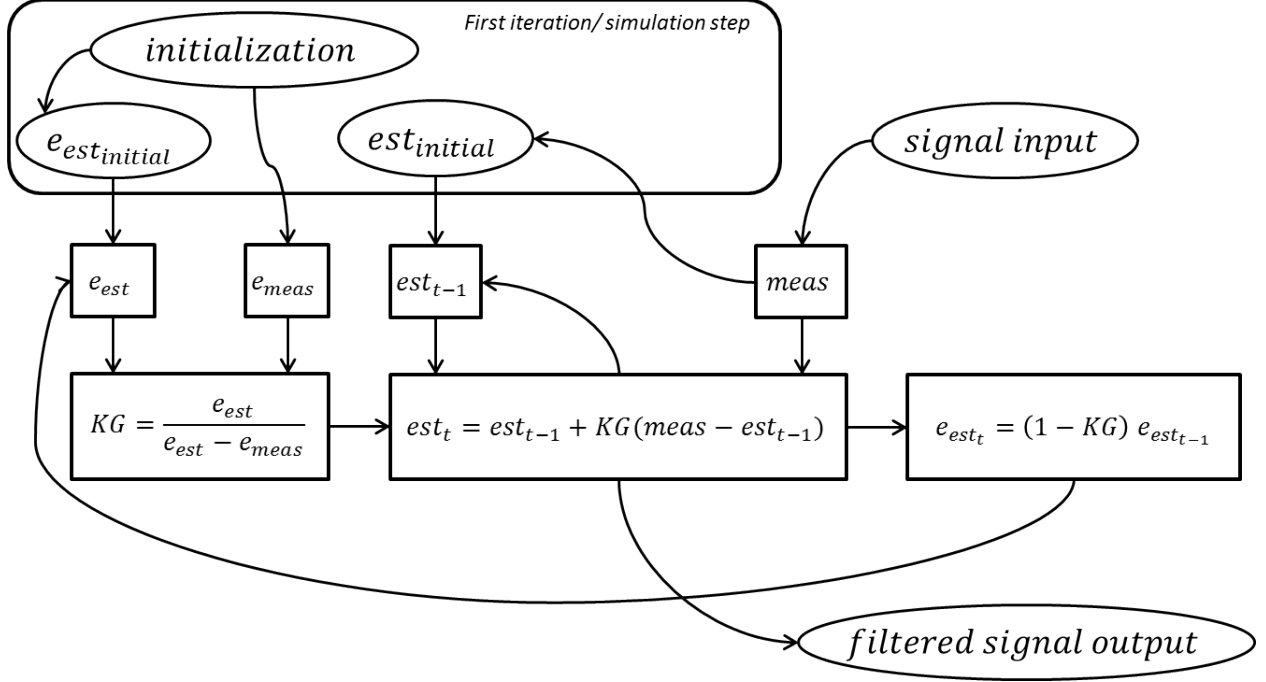 First iteration/ simulation step
initialization
e_{est_{initial}}
est_{initial}
signal input
e_{est}
e_{meas}
est_{t-1}
meas
KG = \frac{e_{est}}{e_{est} - e_{meas}}
est_t = est_{t-1} + KG(meas - est_{t-1})
e_{est_t} = (1 - KG) e_{est_{t-1}}
filtered signal output